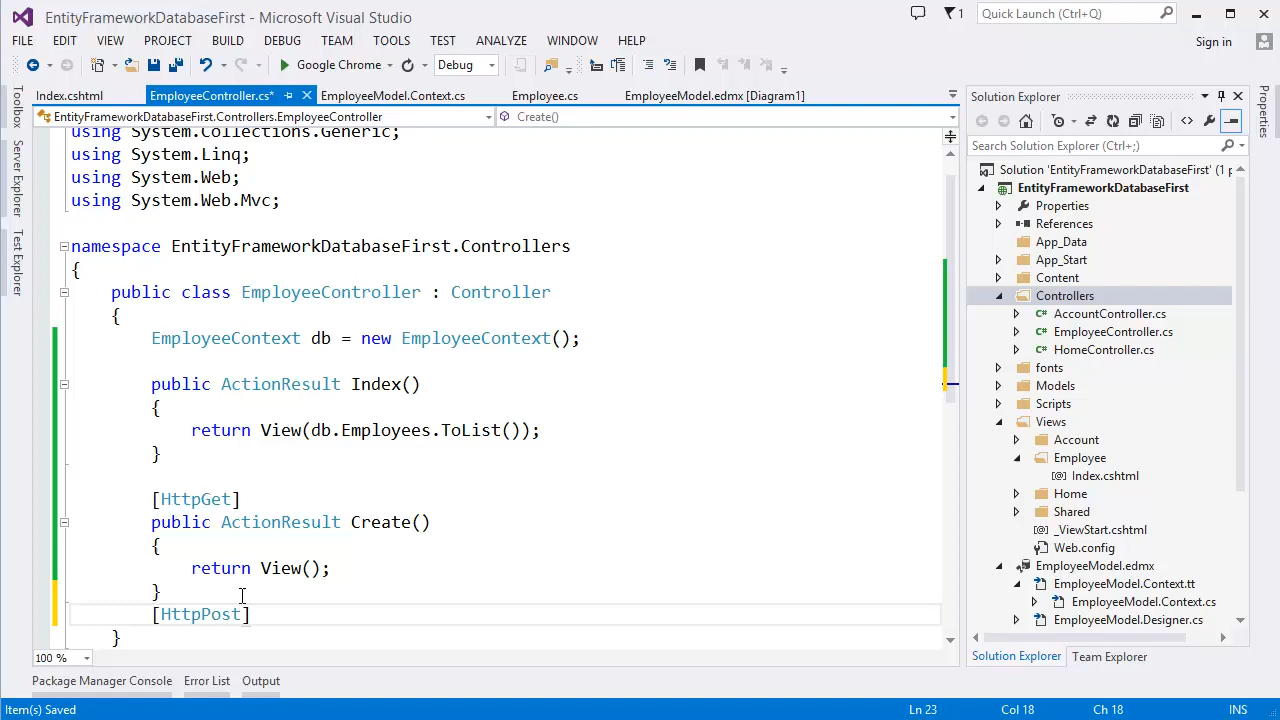 EntityFrameworkDatabaseFirst - Microsoft Visual Studio
1
Quick Launch (Ctrl+Q)
FILE EDIT VIEW PROJECT BUILD DEBUG TEAM TOOLS TEST ANALYZE WINDOW HELP
Sign in
Google Chrome
Debug
Index.cshtml
EmployeeController.cs*
EmployeeModel.Context.cs
Employee.cs
EmployeeModel.edmx [Diagram1]
EntityFrameworkDatabaseFirst.Controllers.EmployeeController
Create()
Toolbox
Server Explorer
Test Explorer
using System.Collections.Generic;
using System.Linq;
using System.Web;
using System.Web.Mvc;
namespace EntityFrameworkDatabaseFirst.Controllers
{
public class EmployeeController : Controller
{
EmployeeContext db = new EmployeeContext();
public ActionResult Index()
{
return View(db.Employees.ToList());
}
[HttpGet]
public ActionResult Create()
{
return View();
}
[HttpPost]
}
100 %
Solution Explorer
Search Solution Explorer (Ctrl+;)
Solution 'EntityFrameworkDatabaseFirst' (1 p
EntityFrameworkDatabaseFirst
Properties
References
App_Data
App_Start
Content
Controllers
AccountController.cs
EmployeeController.cs
HomeController.cs
fonts
Models
Scripts
Views
Account
Employee
Index.cshtml
Home
Shared
_ViewStart.cshtml
Web.config
EmployeeModel.edmx
EmployeeModel.Context.tt
EmployeeModel.Context.cs
EmployeeModel.Designer.cs
Solution Explorer
Team Explorer
Properties
Package Manager Console
Error List
Output
Item(s) Saved
Ln 23
Col 18
Ch 18
INS